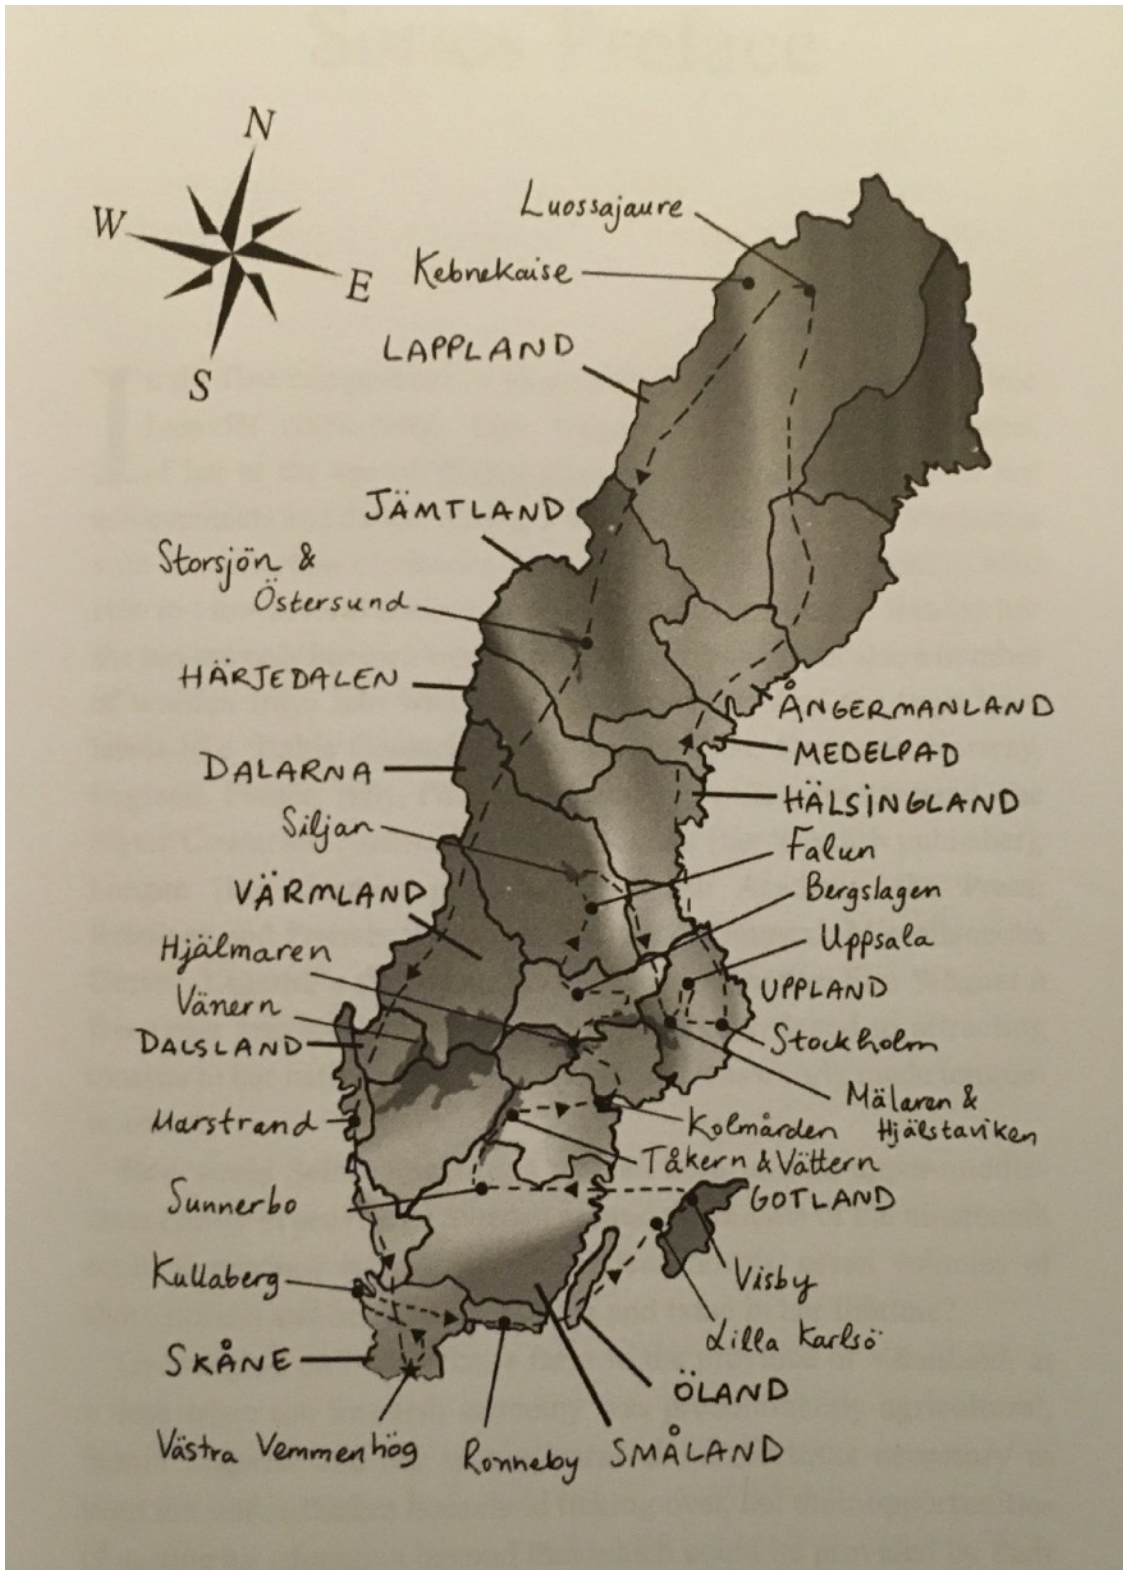 N
W
E
S
Luossajaure
Kebnekaise
LAPPLAND
JÄMTLAND
Storsjön &
Östersund
HÄRJEDALEN
ÅNGERMANLAND
MEDELPAD
DALARNA
HÄLSINGLAND
Siljan
Falun
VÄRMLAND
Bergslagen
Hjälmaren
Uppsala
Vänern
UPPLAND
DALSLAND
Stockholm
Mälaren &
Hjälstaviken
Marstrand
Kolmården
Tåkern & Vättern
Sunnerbo
GOTLAND
Kullaberg
Visby
Lilla Karlsö
SKÅNE
ÖLAND
Västra Vemmenhög
Ronneby
SMÅLAND